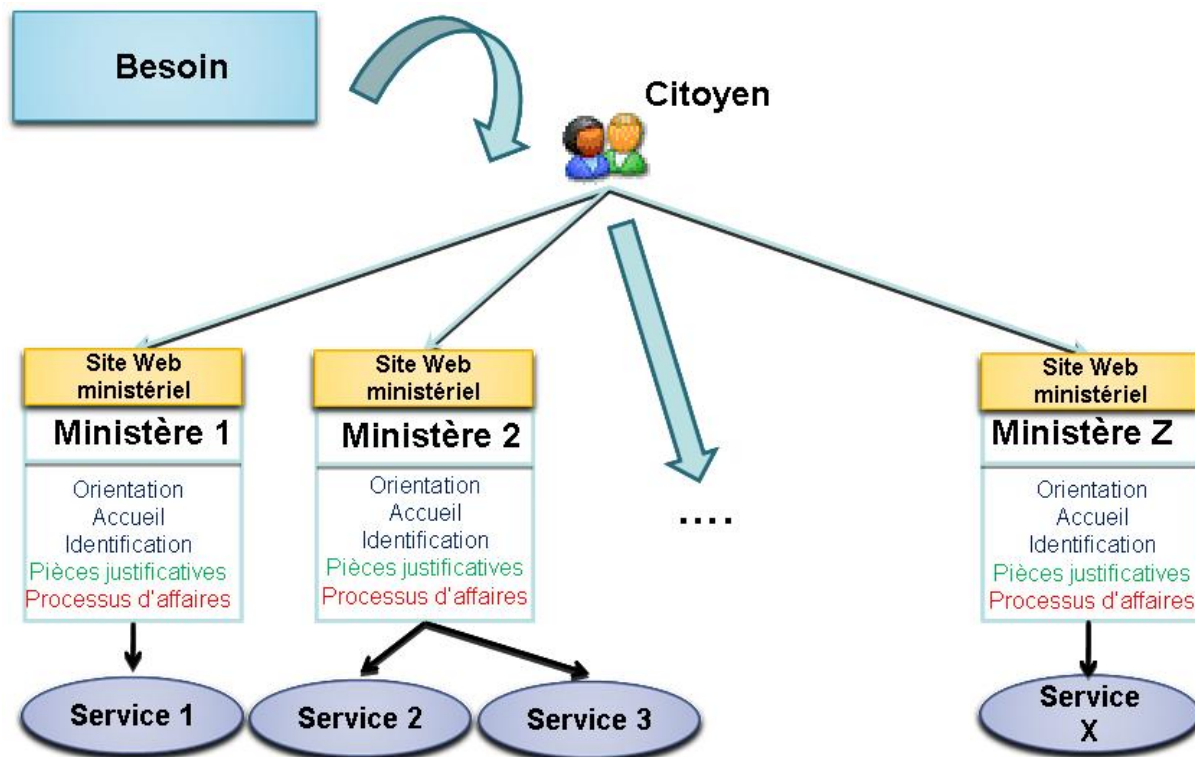 Besoin
Citoyen
Site Web
ministériel
Ministère 1
Orientation
Accueil
Identification
Pièces justificatives
Processus d'affaires
Service 1
Site Web
ministériel
Ministère 2
Orientation
Accueil
Identification
Pièces justificatives
Processus d'affaires
Service 2
Service 3
....
Site Web
ministériel
Ministère Z
Orientation
Accueil
Identification
Pièces justificatives
Processus d'affaires
Service
X